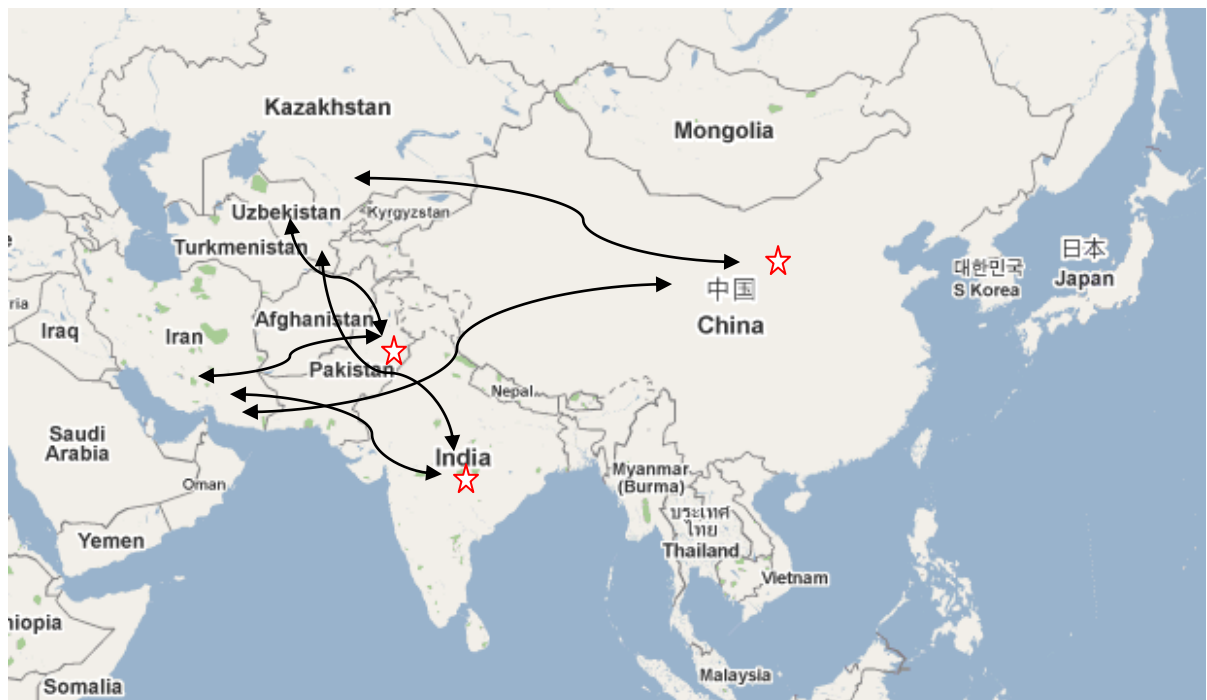 Kazakhstan
Mongolia
Uzbekistan
Kyrgyzstan
Turkmenistan
日本
Japan
대한민국
S Korea
中国
China
ria
Iraq
Iran
Afghanistan
Pakistan
Nepal
Saudi
Arabia
Oman
India
Myanmar
(Burma)
ประเทศ
ไทย
Thailand
Yemen
Vietnam
hiopia
Malaysia
Somalia